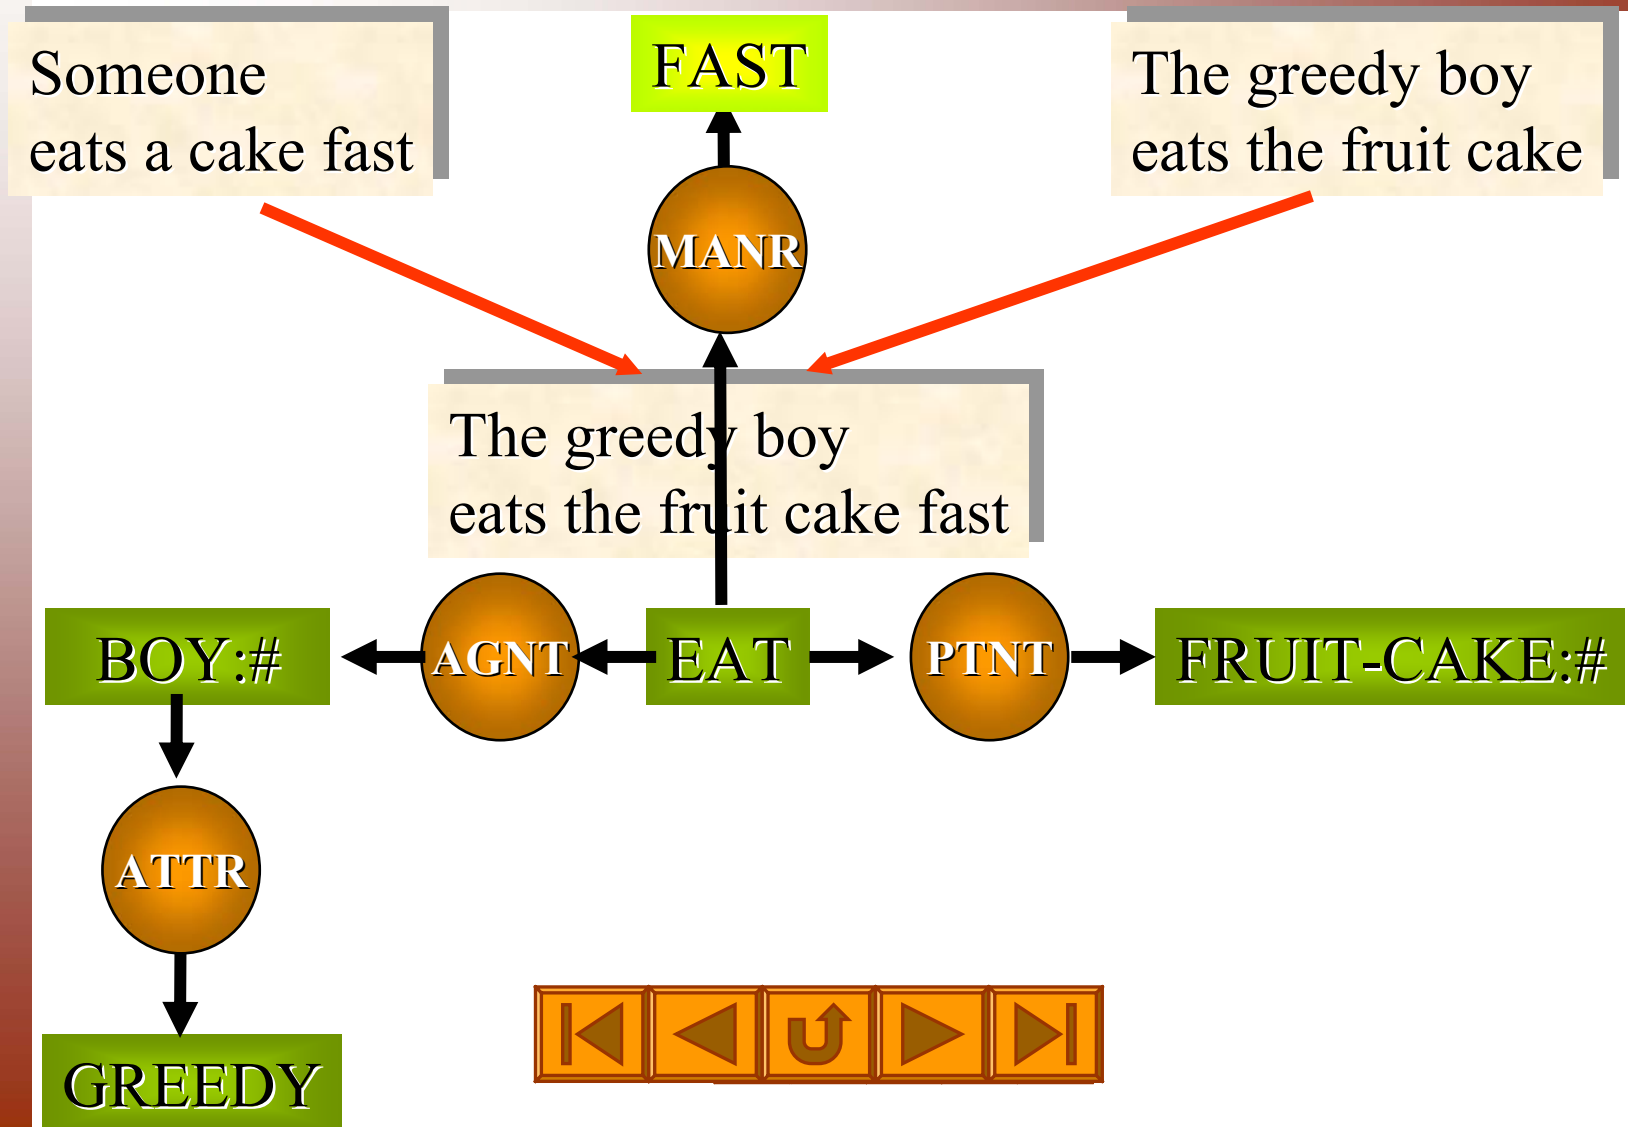 Someone
eats a cake fast
FAST
The greedy boy
eats the fruit cake
MANR
The greedy boy
eats the fruit cake fast
BOY:#
AGNT
EAT
PTNT
FRUIT-CAKE:#
ATTR
GREEDY